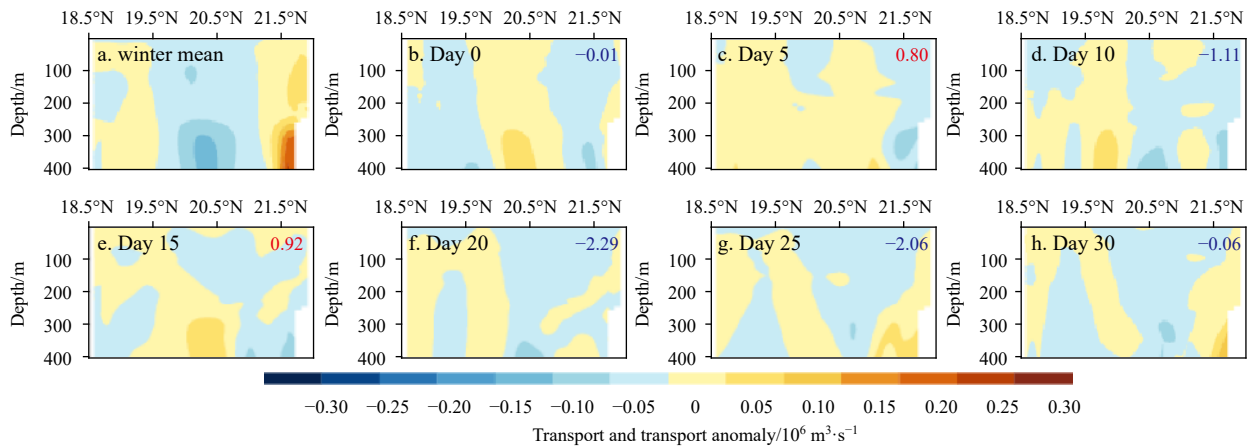 18.5°N 19.5°N 20.5°N 21.5°N 18.5°N 19.5°N 20.5°N 21.5°N 18.5°N 19.5°N 20.5°N 21.5°N 18.5°N 19.5°N 20.5°N 21.5°N
a. winter mean b. Day 0 −0.01 c. Day 5 0.80 d. Day 10 −1.11
100 100 100 100
Depth/m Depth/m Depth/m Depth/m
200 200 200 200
300 300 300 300
400 400 400 400
18.5°N 19.5°N 20.5°N 21.5°N 18.5°N 19.5°N 20.5°N 21.5°N 18.5°N 19.5°N 20.5°N 21.5°N 18.5°N 19.5°N 20.5°N 21.5°N
e. Day 15 0.92 f. Day 20 −2.29 g. Day 25 −2.06 h. Day 30 −0.06
100 100 100 100
Depth/m Depth/m Depth/m Depth/m
200 200 200 200
300 300 300 300
400 400 400 400
−0.30 −0.25 −0.20 −0.15 −0.10 −0.05 0 0.05 0.10 0.15 0.20 0.25 0.30
Transport and transport anomaly/10⁶ m³·s⁻¹